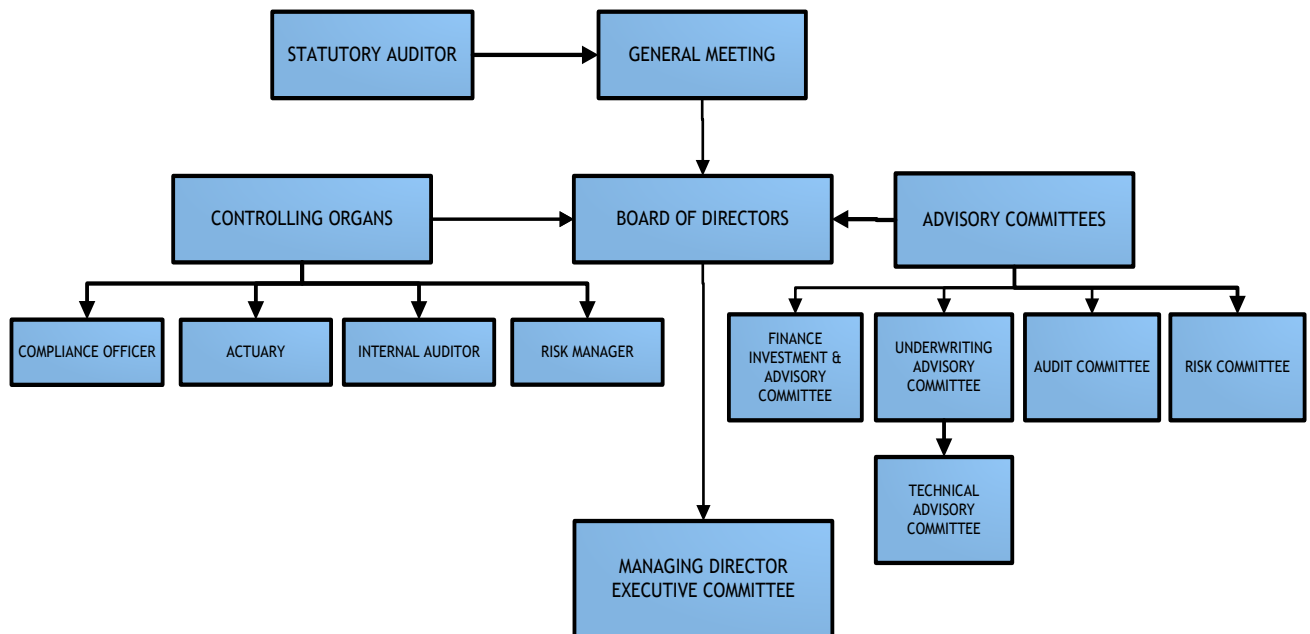 STATUTORY AUDITOR
GENERAL MEETING
CONTROLLING ORGANS
BOARD OF DIRECTORS
ADVISORY COMMITTEES
COMPLIANCE OFFICER
ACTUARY
INTERNAL AUDITOR
RISK MANAGER
FINANCE
INVESTMENT &
ADVISORY
COMMITTEE
UNDERWRITING
ADVISORY
COMMITTEE
AUDIT COMMITTEE
RISK COMMITTEE
TECHNICAL
ADVISORY
COMMITTEE
MANAGING DIRECTOR
EXECUTIVE COMMITTEE